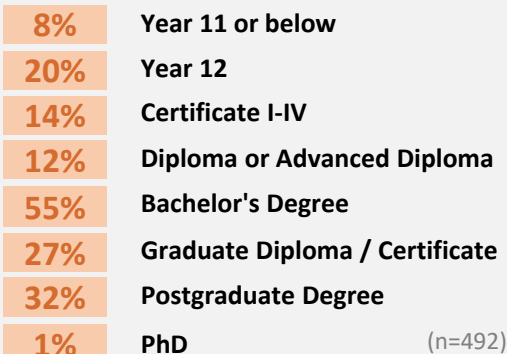 8% Year 11 or below
20% Year 12
14% Certificate I-IV
12% Diploma or Advanced Diploma
55% Bachelor's Degree
27% Graduate Diploma / Certificate
32% Postgraduate Degree
1% PhD (n=492)